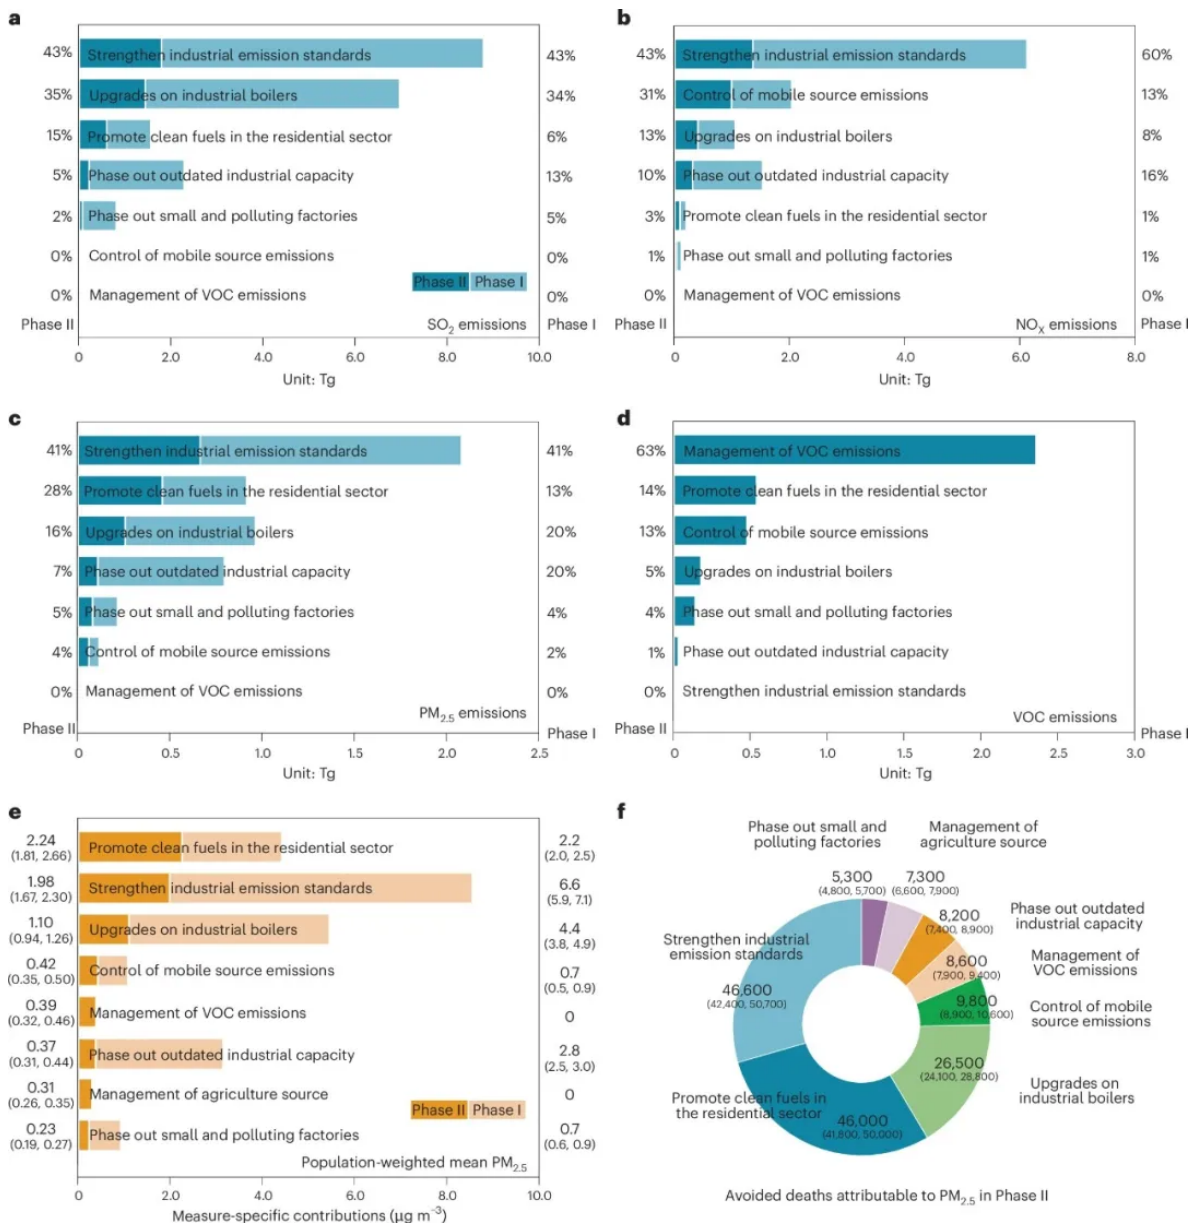 a
43% Strengthen industrial emission standards 43%
35% Upgrades on industrial boilers 34%
15% Promote clean fuels in the residential sector 6%
5% Phase out outdated industrial capacity 13%
2% Phase out small and polluting factories 5%
0% Control of mobile source emissions 0%
Phase II Phase I
0% Management of VOC emissions 0%
Phase II SO2 emissions Phase I
0 2.0 4.0 6.0 8.0 10.0
Unit: Tg
b
43% Strengthen industrial emission standards 60%
31% Control of mobile source emissions 13%
13% Upgrades on industrial boilers 8%
10% Phase out outdated industrial capacity 16%
3% Promote clean fuels in the residential sector 1%
1% Phase out small and polluting factories 1%
0% Management of VOC emissions 0%
Phase II NOX emissions Phase I
0 2.0 4.0 6.0 8.0
Unit: Tg
c
41% Strengthen industrial emission standards 41%
28% Promote clean fuels in the residential sector 13%
16% Upgrades on industrial boilers 20%
7% Phase out outdated industrial capacity 20%
5% Phase out small and polluting factories 4%
4% Control of mobile source emissions 2%
0% Management of VOC emissions 0%
PM2.5 emissions
Phase II Phase I
0 0.5 1.0 1.5 2.0 2.5
Unit: Tg
d
63% Management of VOC emissions
14% Promote clean fuels in the residential sector
13% Control of mobile source emissions
5% Upgrades on industrial boilers
4% Phase out small and polluting factories
1% Phase out outdated industrial capacity
0% Strengthen industrial emission standards
VOC emissions
Phase II Phase I
0 0.5 1.0 1.5 2.0 2.5 3.0
Unit: Tg
e
2.24 Promote clean fuels in the residential sector 2.2
(1.81, 2.66) (2.0, 2.5)
1.98 Strengthen industrial emission standards 6.6
(1.67, 2.30) (5.9, 7.1)
1.10 Upgrades on industrial boilers 4.4
(0.94, 1.26) (3.8, 4.9)
0.42 Control of mobile source emissions 0.7
(0.35, 0.50) (0.5, 0.9)
0.39 Management of VOC emissions 0
(0.32, 0.46)
0.37 Phase out outdated industrial capacity 2.8
(0.31, 0.44) (2.5, 3.0)
0.31 Management of agriculture source 0
(0.26, 0.35)
Phase II Phase I
0.23 Phase out small and polluting factories 0.7
(0.19, 0.27) (0.6, 0.9)
Population-weighted mean PM2.5
0 2.0 4.0 6.0 8.0 10.0
Measure-specific contributions (µg m−3)
f
Phase out small and
polluting factories
5,300
(4,800, 5,700)
Management of
agriculture source
7,300
(6,600, 7,900)
Phase out outdated
industrial capacity
8,200
(7,400, 8,900)
Management of
VOC emissions
8,600
(7,900, 9,400)
Control of mobile
source emissions
9,800
(8,900, 10,600)
Upgrades on
industrial boilers
26,500
(24,100, 28,800)
Promote clean fuels in
the residential sector
46,000
(41,800, 50,000)
Strengthen industrial
emission standards
46,600
(42,400, 50,700)
Avoided deaths attributable to PM2.5 in Phase II